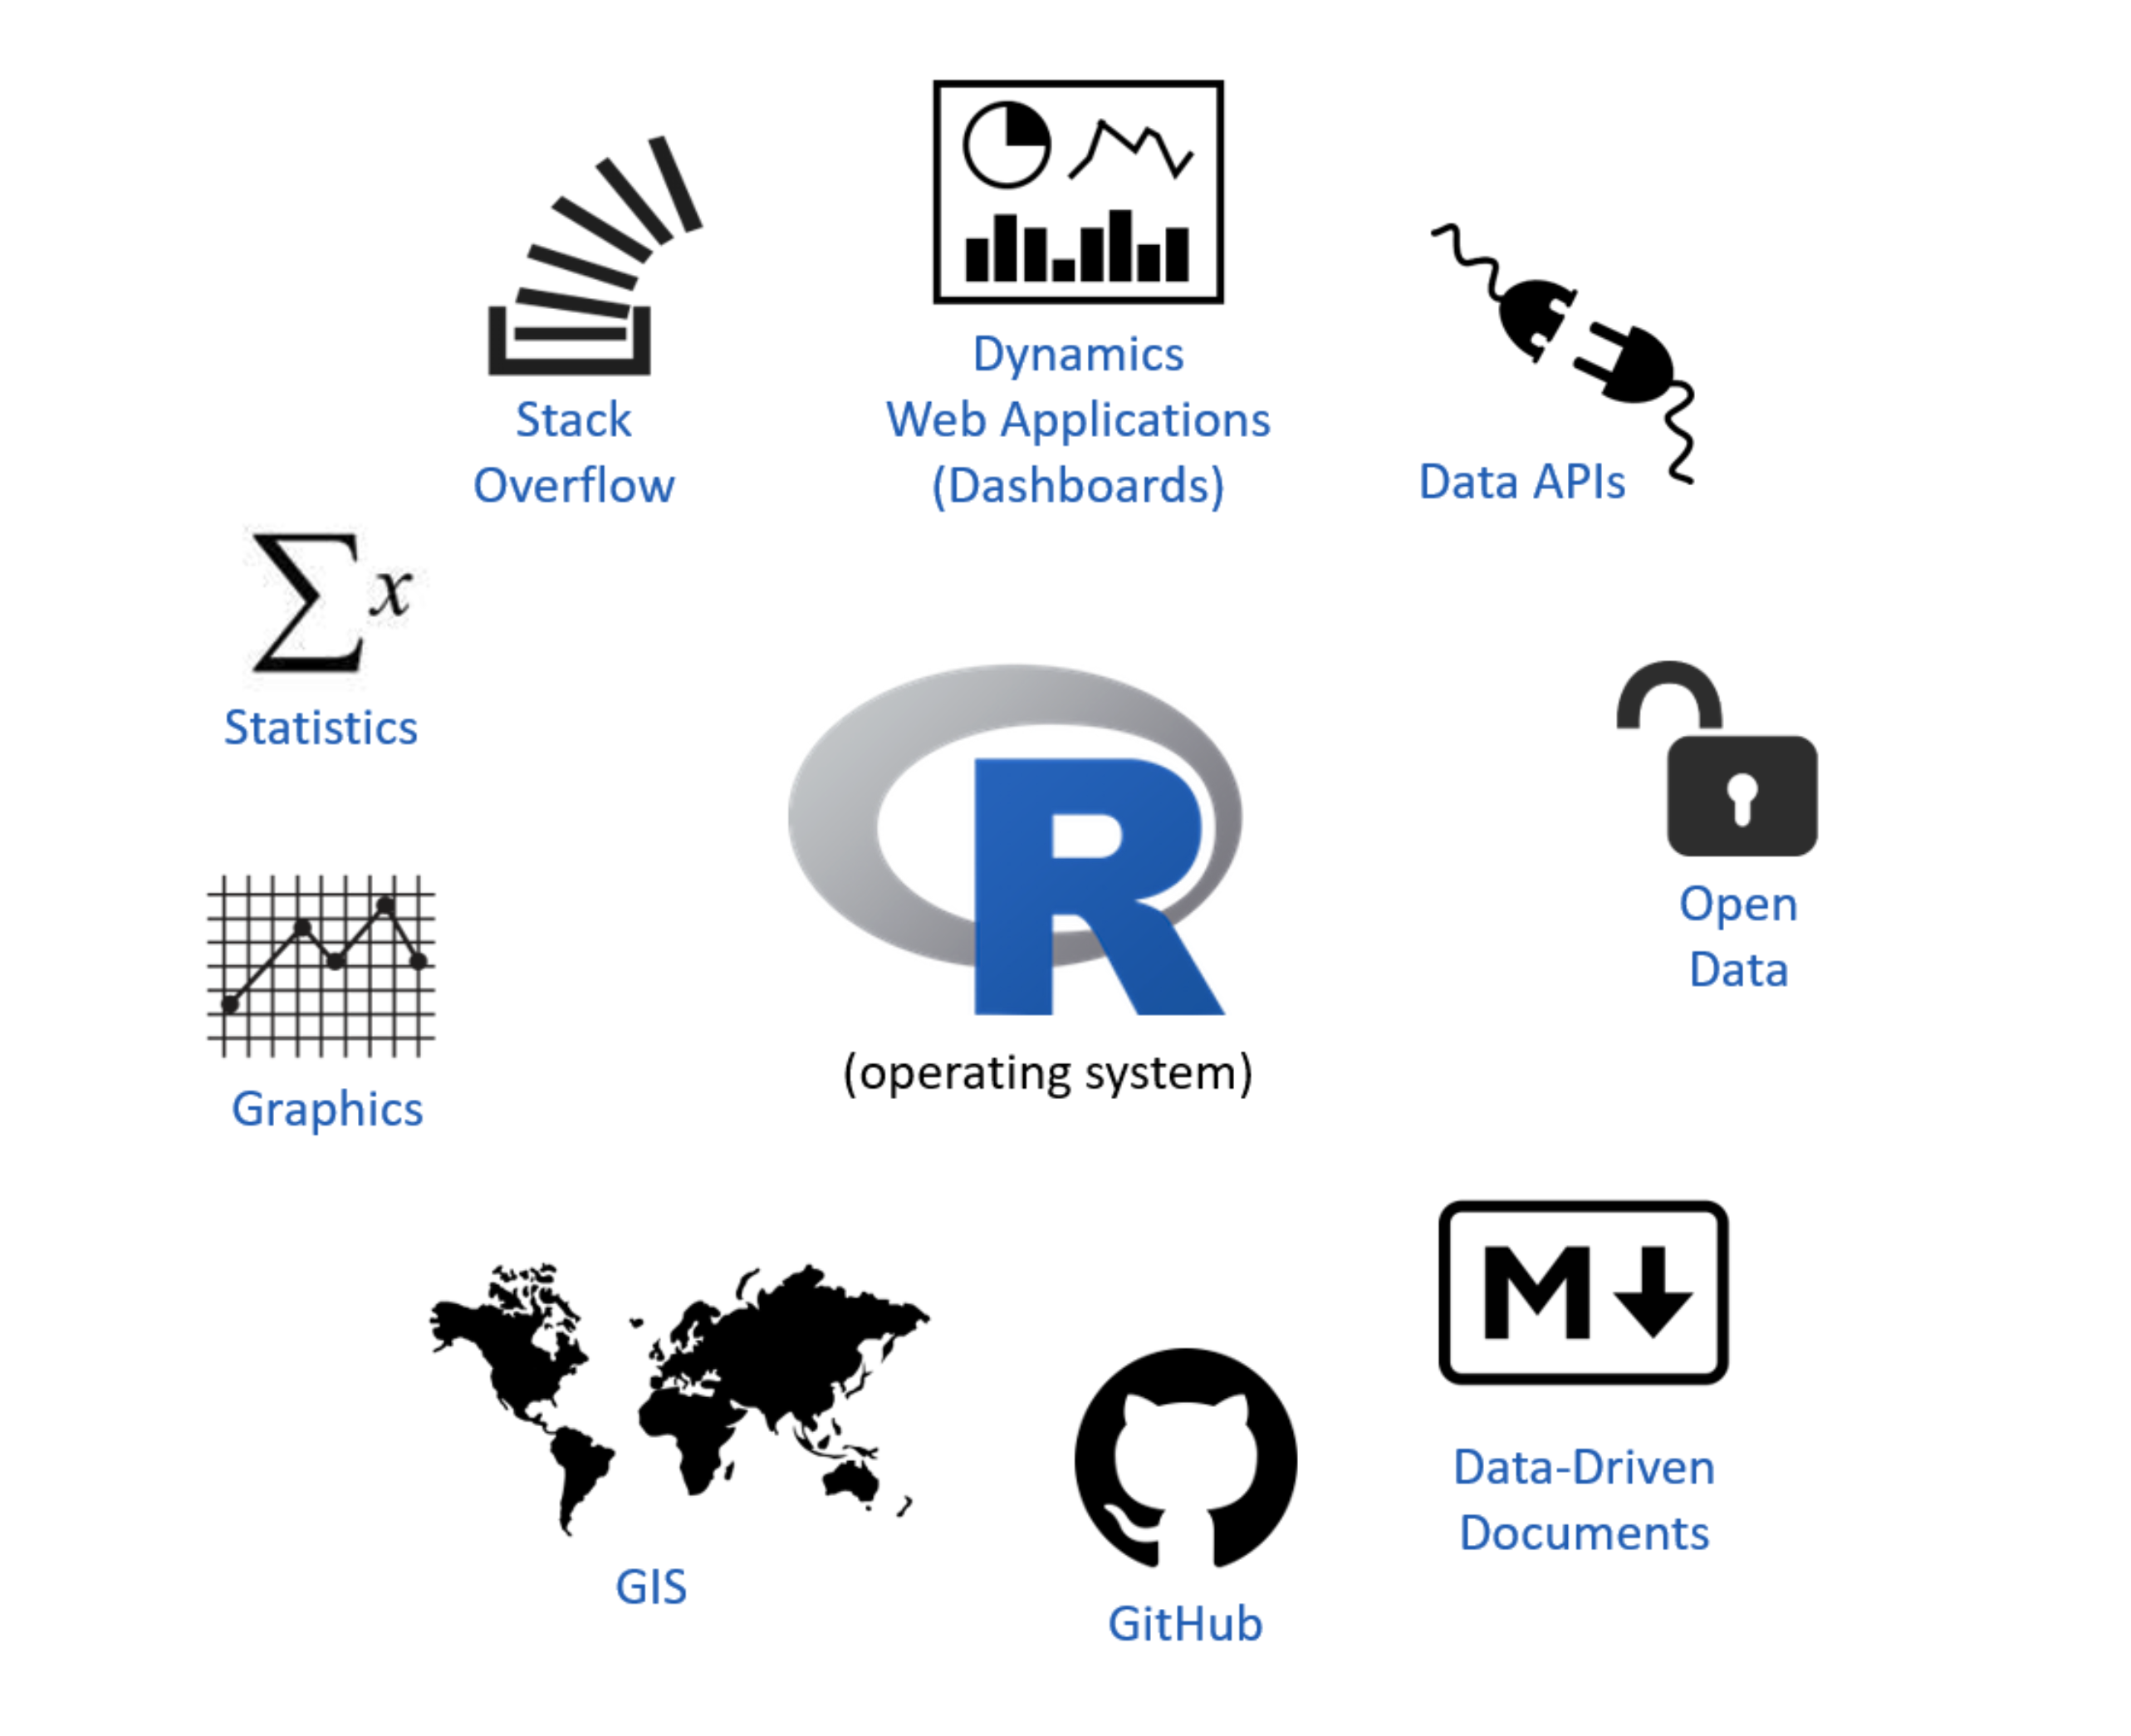 Dynamics
Web Applications
(Dashboards)
Stack
Overflow
Data APIs
∑x
Statistics
R
(operating system)
Open
Data
Graphics
M
Data-Driven
Documents
GIS
GitHub